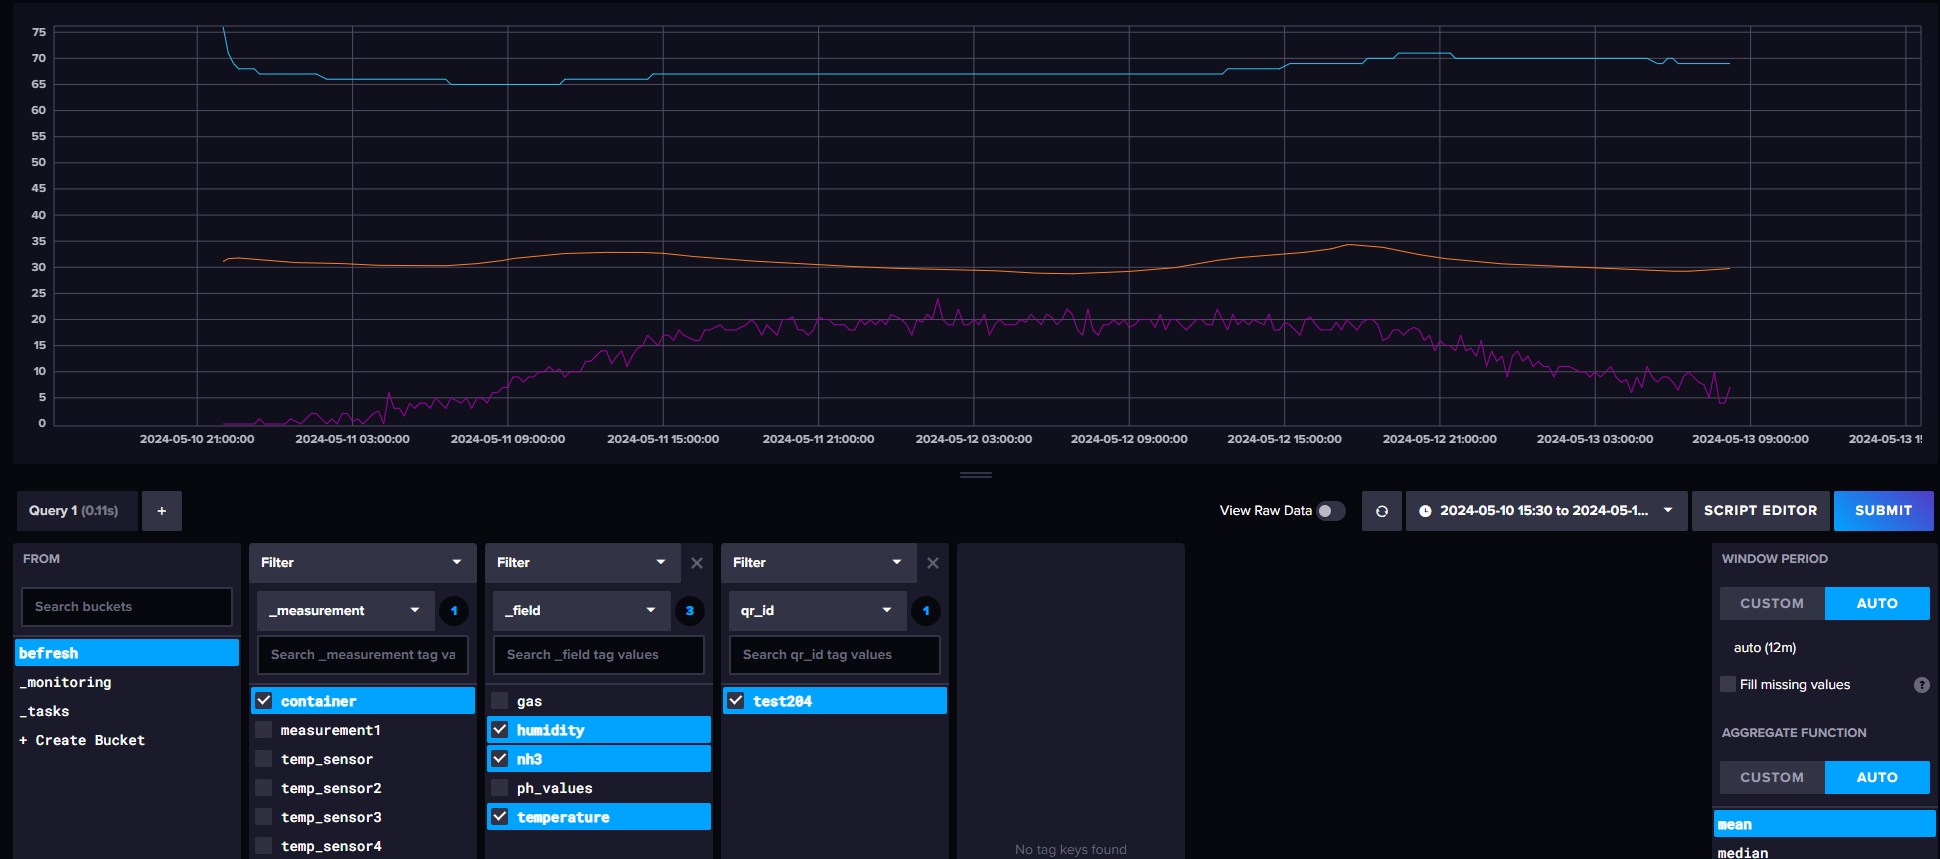 75
70
65
60
55
50
45
40
35
30
25
20
15
10
5
0
2024-05-10 21:00:00 2024-05-11 03:00:00 2024-05-11 09:00:00 2024-05-11 15:00:00 2024-05-11 21:00:00 2024-05-12 03:00:00 2024-05-12 09:00:00 2024-05-12 15:00:00 2024-05-12 21:00:00 2024-05-13 03:00:00 2024-05-13 09:00:00 2024-05-13
Query 1 (0.11s) + View Raw Data 2024-05-10 15:30 to 2024-05-1... SCRIPT EDITOR SUBMIT
FROM
Search buckets
befresh
_monitoring
_tasks
+ Create Bucket
Filter
_measurement 1
Search _measurement tag va
container
measurement1
temp_sensor
temp_sensor2
temp_sensor3
temp_sensor4
Filter
_field 3
Search _field tag values
gas
humidity
nh3
ph_values
temperature
Filter
qr_id 1
Search qr_id tag values
test204
No tag keys found
WINDOW PERIOD
CUSTOM AUTO
auto (12m)
Fill missing values ?
AGGREGATE FUNCTION
CUSTOM AUTO
mean
median